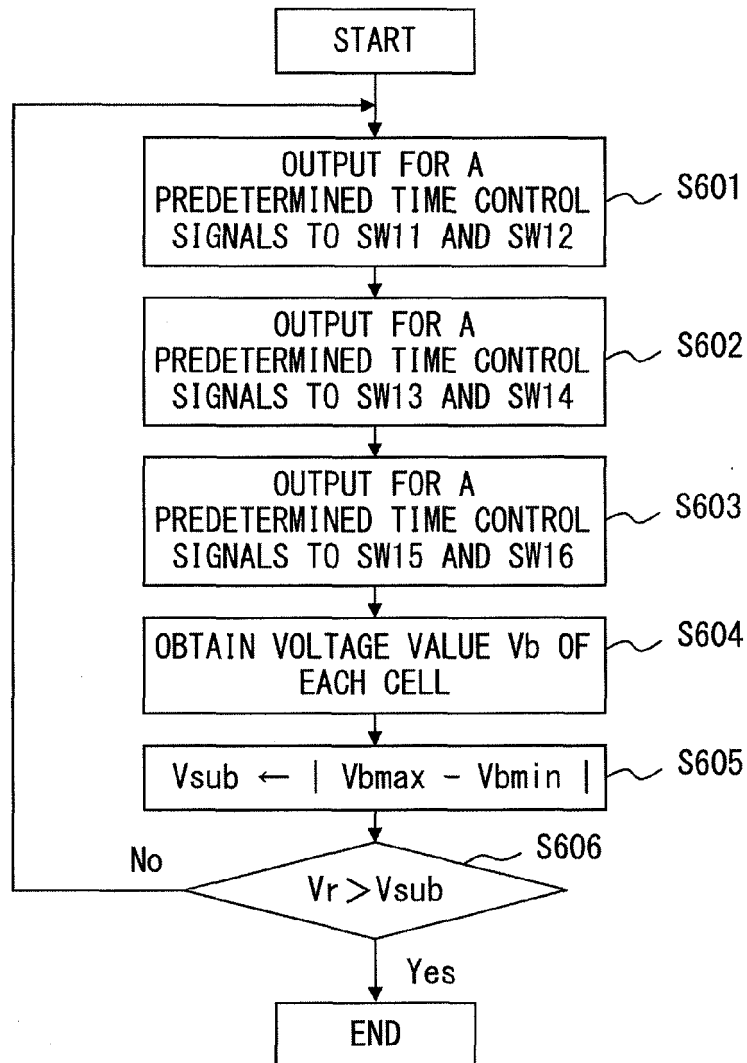 START
OUTPUT FOR A
PREDETERMINED TIME CONTROL
SIGNALS TO SW11 AND SW12
S601
OUTPUT FOR A
PREDETERMINED TIME CONTROL
SIGNALS TO SW13 AND SW14
S602
OUTPUT FOR A
PREDETERMINED TIME CONTROL
SIGNALS TO SW15 AND SW16
S603
OBTAIN VOLTAGE VALUE Vb OF
EACH CELL
S604
Vsub ← | Vbmax - Vbmin |
S605
No
S606
Vr>Vsub
Yes
END